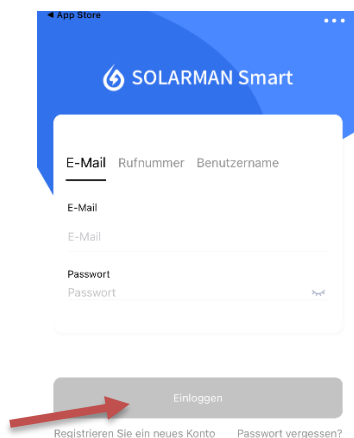 App Store
SOLARMAN Smart
E-Mail Rufnummer Benutzername
E-Mail
E-Mail
Passwort
Passwort
Einloggen
Registrieren Sie ein neues Konto Passwort vergessen?